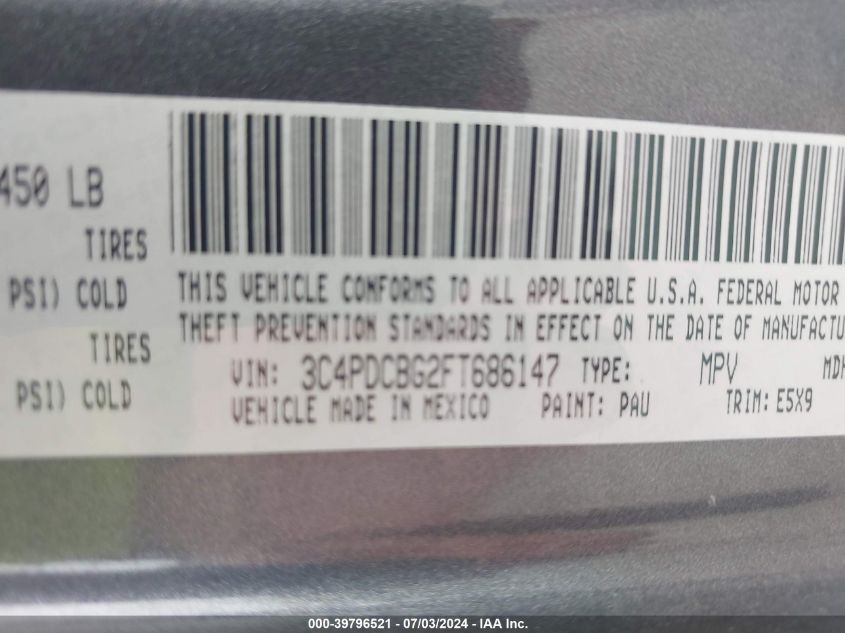 450 LB
TIRES
PSI) COLD
TIRES
PSI) COLD
THIS VEHICLE CONFORMS TO ALL APPLICABLE U.S.A. FEDERAL MOTOR
THEFT PREVENTION STANDARDS IN EFFECT ON THE DATE OF MANUFACTU
VIN: 3C4PDCBG2FT686147 TYPE: MPV MDH
VEHICLE MADE IN MEXICO PAINT: PAU TRIM: E5X9
000-39796521 - 07/03/2024 - IAA Inc.